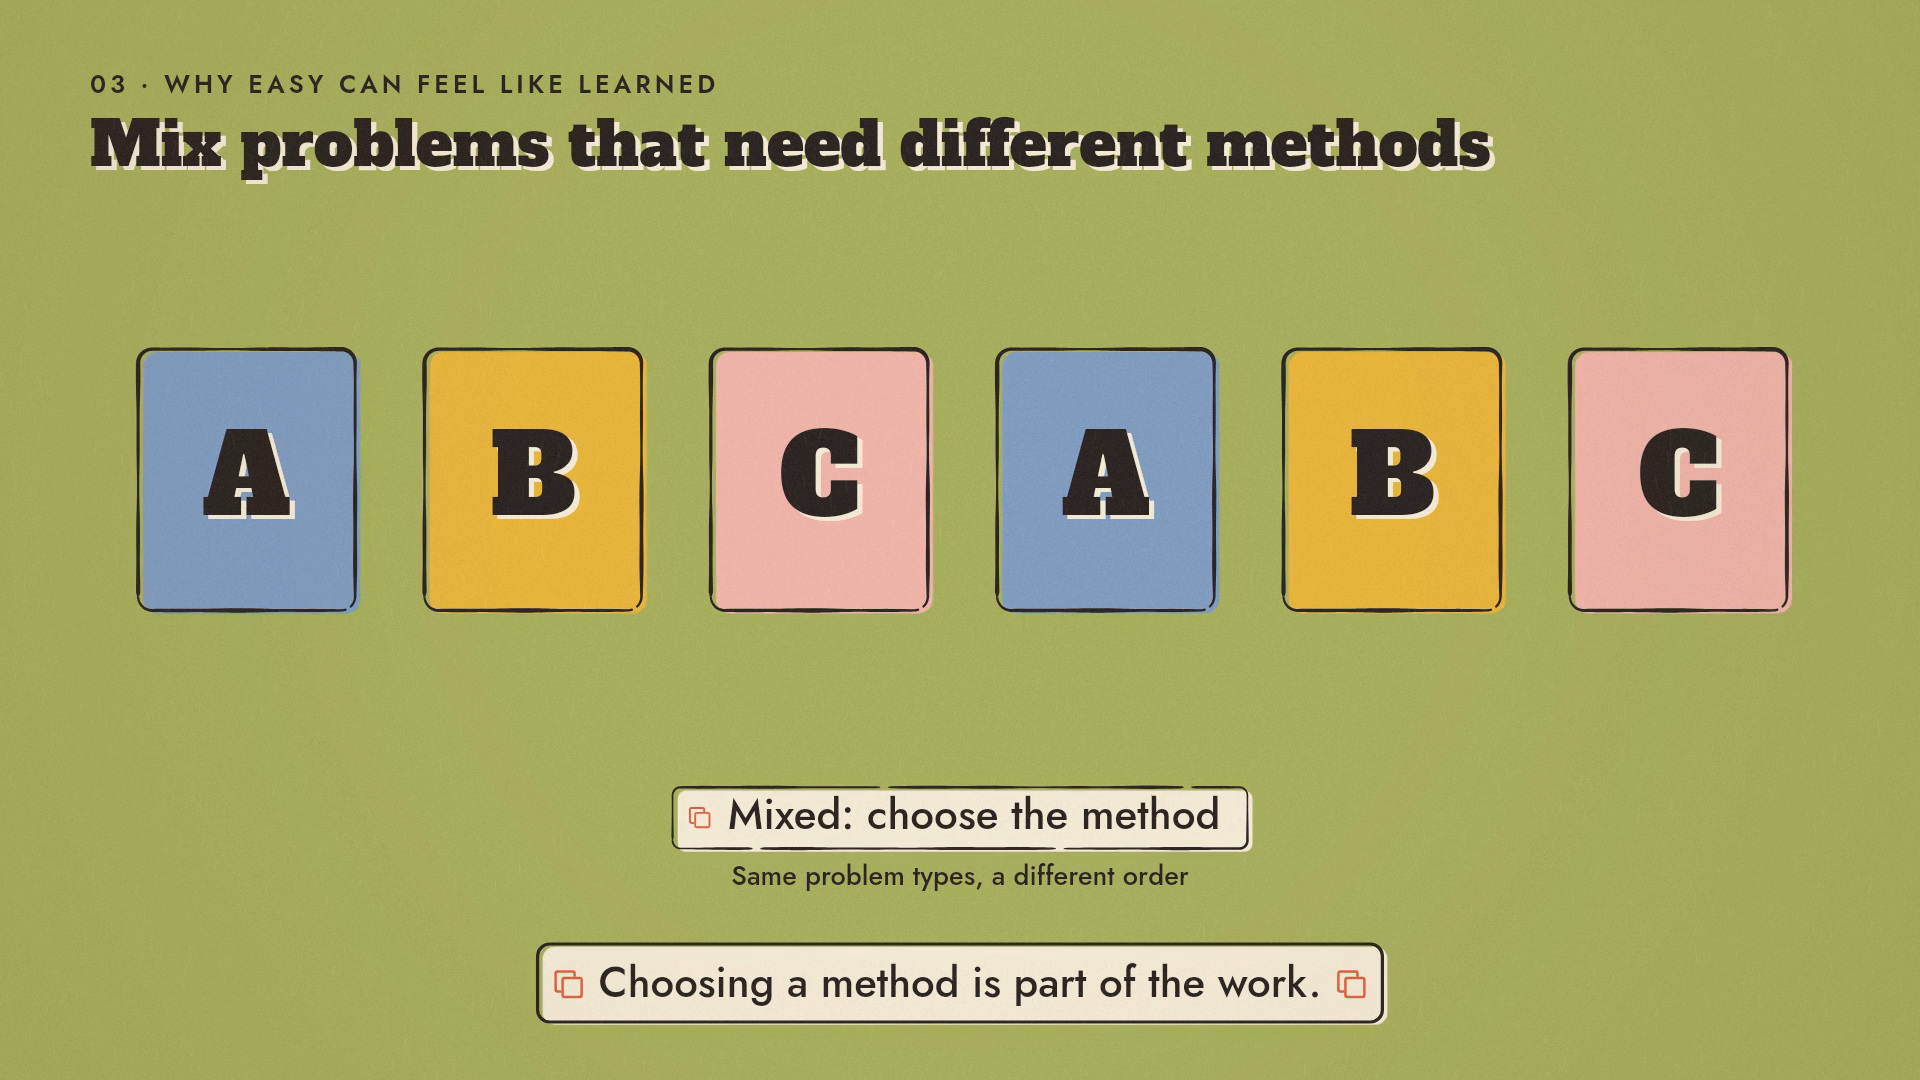 03 · WHY EASY CAN FEEL LIKE LEARNED
Mix problems that need different methods
A B C A B C
Mixed: choose the method
Same problem types, a different order
Choosing a method is part of the work.